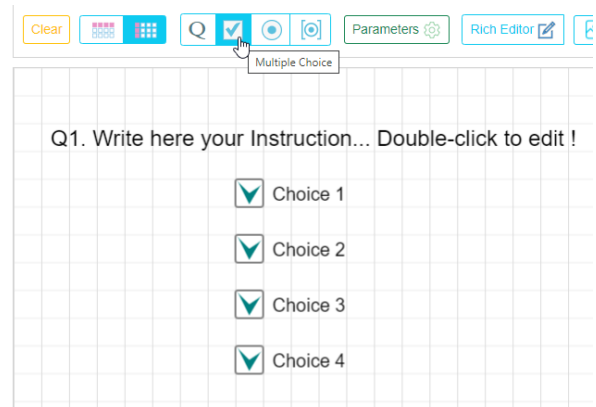 Clear Q Parameters Rich Editor
Multiple Choice
Q1. Write here your Instruction... Double-click to edit !
Choice 1
Choice 2
Choice 3
Choice 4